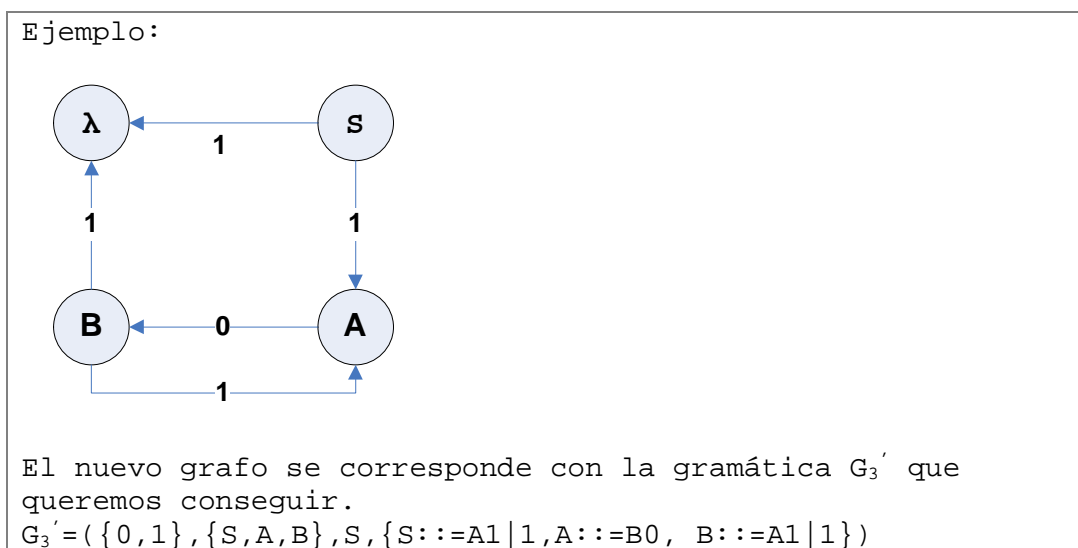 Ejemplo:
λ
S
1
1
1
B
0
A
1
El nuevo grafo se corresponde con la gramática G₃′ que
queremos conseguir.
G₃′=({0,1},{S,A,B},S,{S::=A1|1,A::=B0, B::=A1|1})